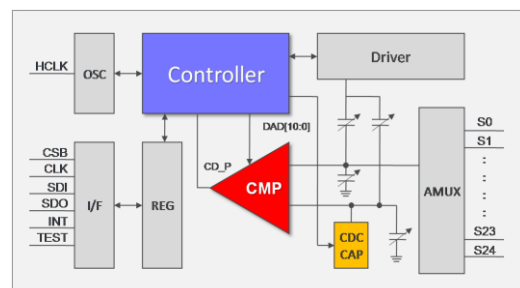 HCLK
OSC
Controller
Driver
DAD[10:0]
CD_P
CMP
CSB
CLK
SDI
SDO
INT
TEST
I/F
REG
CDC
CAP
AMUX
S0
S1
:
:
:
:
S23
S24